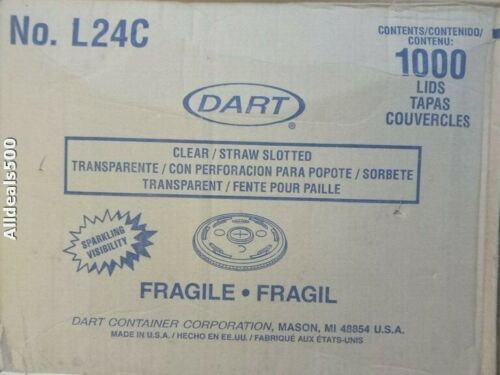 No. L24C
CONTENTS/CONTENIDO/
CONTENU:
1000
LIDS
TAPAS
COUVERCLES
DART
®
CLEAR / STRAW SLOTTED
TRANSPARENTE / CON PERFORACION PARA POPOTE / SORBETE
TRANSPARENT / FENTE POUR PAILLE
SPARKLING
VISIBILITY
FRAGILE • FRAGIL
DART CONTAINER CORPORATION, MASON, MI 48854 U.S.A.
MADE IN U.S.A. / HECHO EN EE.UU. / FABRIQUÉ AUX ÉTATS-UNIS
Alldeals500